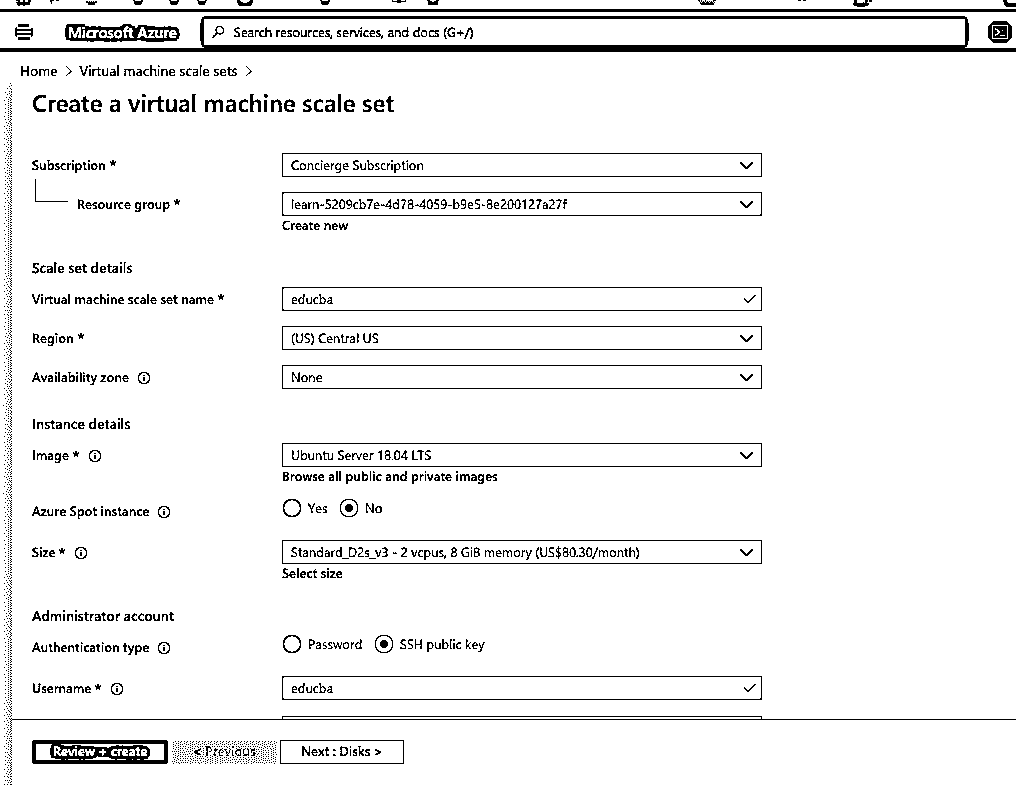 Microsoft Azure
Search resources, services, and docs (G+/)
Home > Virtual machine scale sets >
Create a virtual machine scale set
Subscription *
Concierge Subscription
Resource group *
learn-5209cb7e-4d78-4059-b9e5-8e200127a27f
Create new
Scale set details
Virtual machine scale set name *
educba
Region *
(US) Central US
Availability zone
None
Instance details
Image *
Ubuntu Server 18.04 LTS
Browse all public and private images
Azure Spot instance
Yes No
Size *
Standard_D2s_v3 - 2 vcpus, 8 GiB memory (US$80.30/month)
Select size
Administrator account
Authentication type
Password SSH public key
Username *
educba
Review + create < Previous Next : Disks >